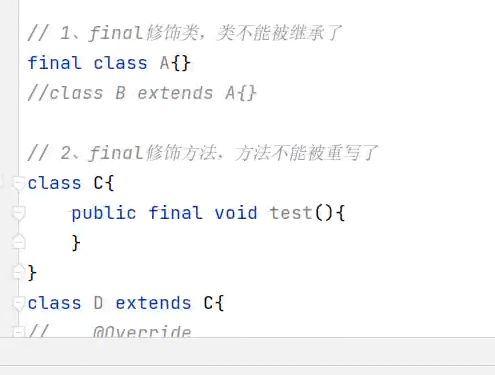 // 1、final修饰类，类不能被继承了
final class A{}
//class B extends A{}
// 2、final修饰方法，方法不能被重写了
class C{
    public final void test(){
    }
}
class D extends C{
//    @Override